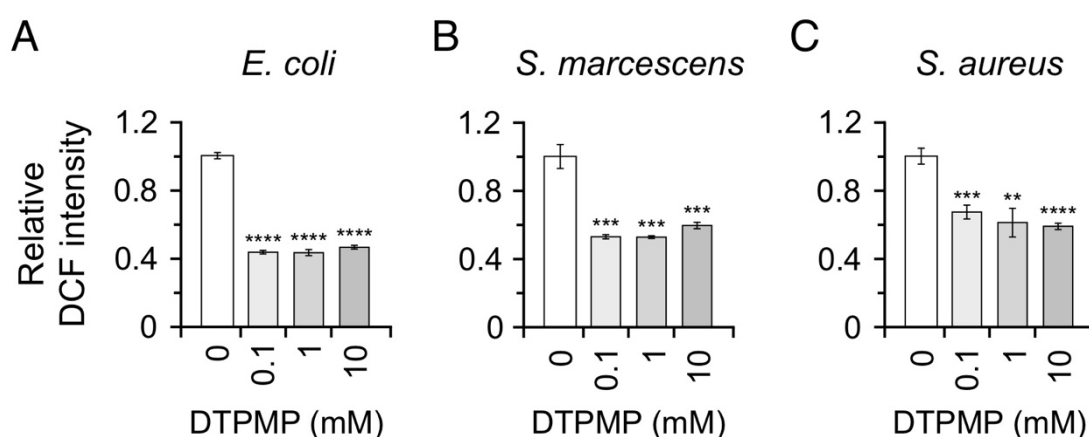 A
B
C
E. coli
S. marcescens
S. aureus
Relative
DCF intensity
1.2
0.8
0.4
0
**** **** ****
0
0.1
1
10
DTPMP (mM)
1.2
0.8
0.4
0
*** *** ***
0
0.1
1
10
DTPMP (mM)
1.2
0.8
0.4
0
*** ** ****
0
0.1
1
10
DTPMP (mM)